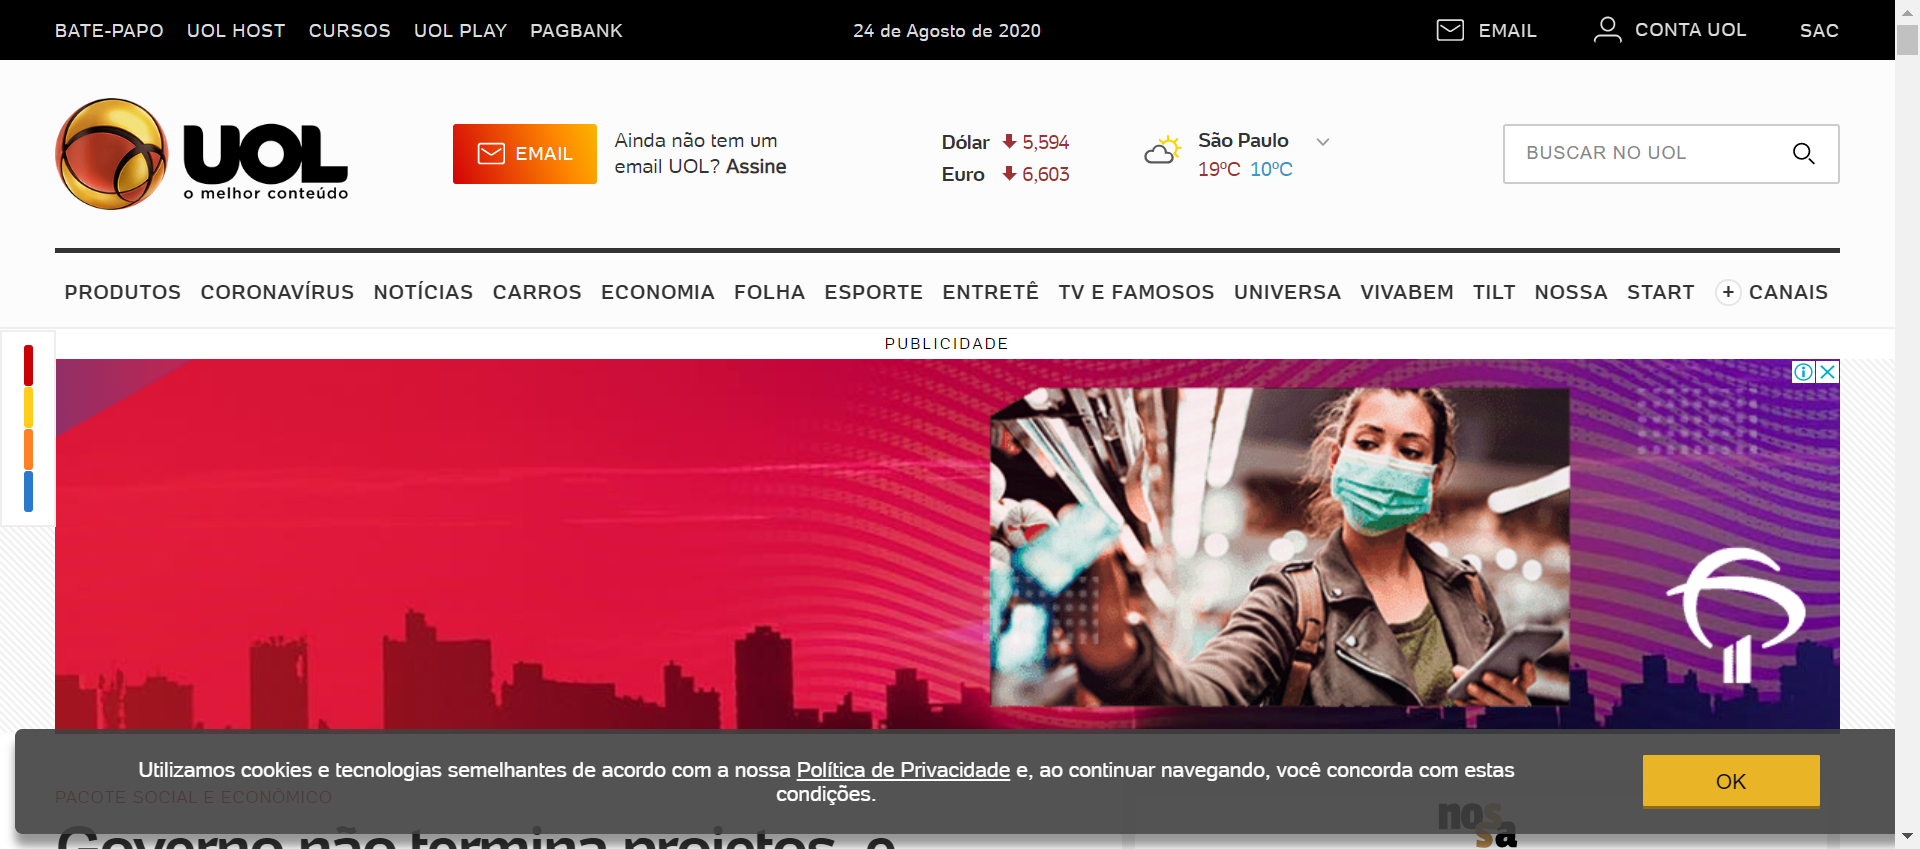 BATE-PAPO UOL HOST CURSOS UOL PLAY PAGBANK 24 de Agosto de 2020 EMAIL CONTA UOL SAC
UOL
o melhor conteúdo
EMAIL
Ainda não tem um
email UOL? Assine
Dólar 5,594
Euro 6,603
São Paulo
19ºC 10ºC
BUSCAR NO UOL
PRODUTOS CORONAVÍRUS NOTÍCIAS CARROS ECONOMIA FOLHA ESPORTE ENTRETÊ TV E FAMOSOS UNIVERSA VIVABEM TILT NOSSA START + CANAIS
PUBLICIDADE
Utilizamos cookies e tecnologias semelhantes de acordo com a nossa Política de Privacidade e, ao continuar navegando, você concorda com estas
condições.
OK
PACOTE SOCIAL E ECONÔMICO
nossa
Governo não termina projetos, e